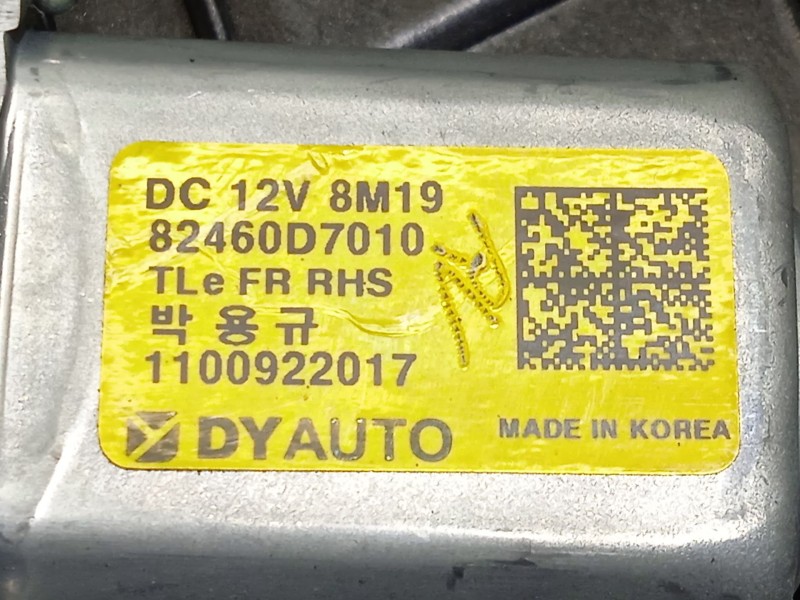 DC 12V 8M19
82460D7010
TLe FR RHS
박용규
1100922017
DYAUTO
MADE IN KOREA